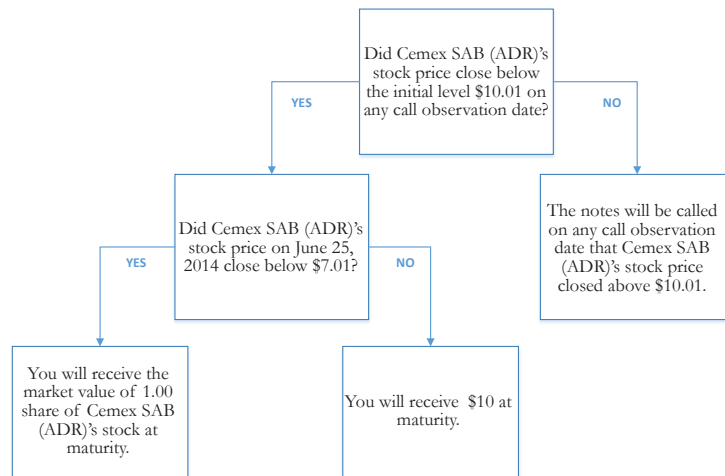 Did Cemex SAB (ADR)'s
stock price close below
the initial level $10.01 on
any call observation date?
YES
NO
Did Cemex SAB (ADR)'s
stock price on June 25,
2014 close below $7.01?
The notes will be called
on any call observation
date that Cemex SAB
(ADR)'s stock price
closed above $10.01.
YES
NO
You will receive the
market value of 1.00
share of Cemex SAB
(ADR)'s stock at
maturity.
You will receive $10 at
maturity.